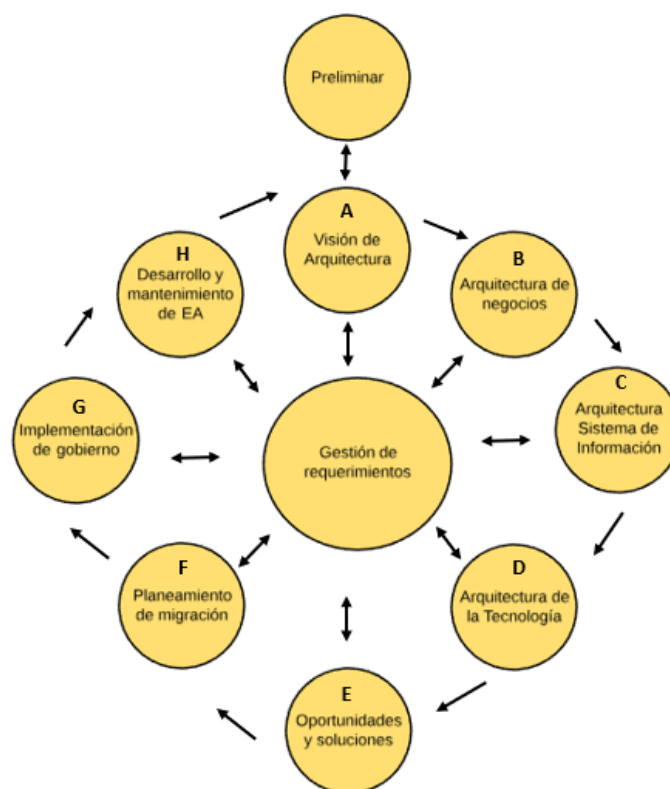 Preliminar
A
Visión de
Arquitectura
H
Desarrollo y
mantenimiento
de EA
B
Arquitectura de
negocios
G
Implementación
de gobierno
C
Arquitectura
Sistema de
Información
Gestión de
requerimientos
F
Planeamiento
de migración
D
Arquitectura de
la Tecnología
E
Oportunidades
y soluciones